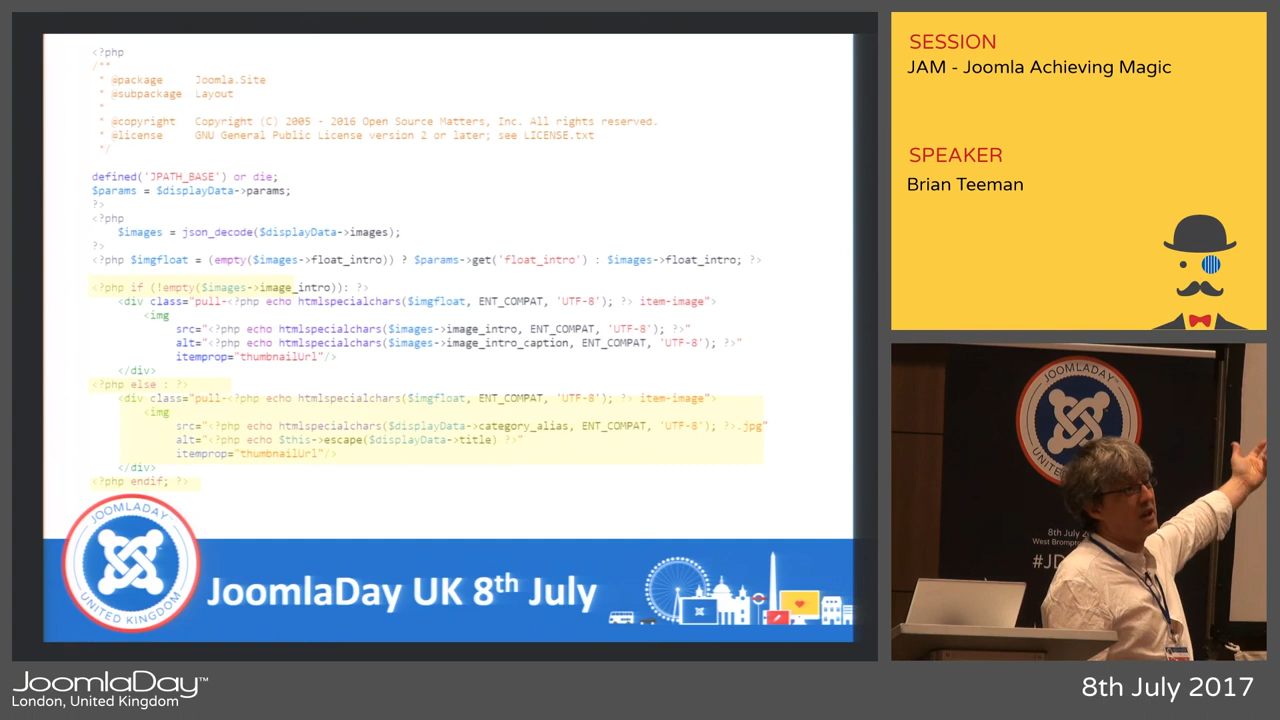 <?php
/**
 * @package     Joomla.Site
 * @subpackage  Layout
 *
 * @copyright   Copyright (C) 2005 - 2016 Open Source Matters, Inc. All rights reserved.
 * @license     GNU General Public License version 2 or later; see LICENSE.txt
 */
defined('JPATH_BASE') or die;
$params = $displayData->params;
?>
<?php
    $images = json_decode($displayData->images);
?>
<?php $imgfloat = (empty($images->float_intro)) ? $params->get('float_intro') : $images->float_intro; ?>
<?php if (!empty($images->image_intro)): ?>
    <div class="pull-<?php echo htmlspecialchars($imgfloat, ENT_COMPAT, 'UTF-8'); ?> item-image">
        <img
            src="<?php echo htmlspecialchars($images->image_intro, ENT_COMPAT, 'UTF-8'); ?>"
            alt="<?php echo htmlspecialchars($images->image_intro_caption, ENT_COMPAT, 'UTF-8'); ?>"
            itemprop="thumbnailUrl"/>
    </div>
<?php else : ?>
    <div class="pull-<?php echo htmlspecialchars($imgfloat, ENT_COMPAT, 'UTF-8'); ?> item-image">
        <img
            src="<?php echo htmlspecialchars($displayData->category_alias, ENT_COMPAT, 'UTF-8'); ?>.jpg"
            alt="<?php echo $this->escape($displayData->title) ?>"
            itemprop="thumbnailUrl"/>
    </div>
<?php endif; ?>
JOOMLADAY™
UNITED KINGDOM
JoomlaDay UK 8th July
SESSION
JAM - Joomla Achieving Magic
SPEAKER
Brian Teeman
JOOMLADAY
8th July 2
West Brompt
#JD
JoomlaDay™
London, United Kingdom
8th July 2017